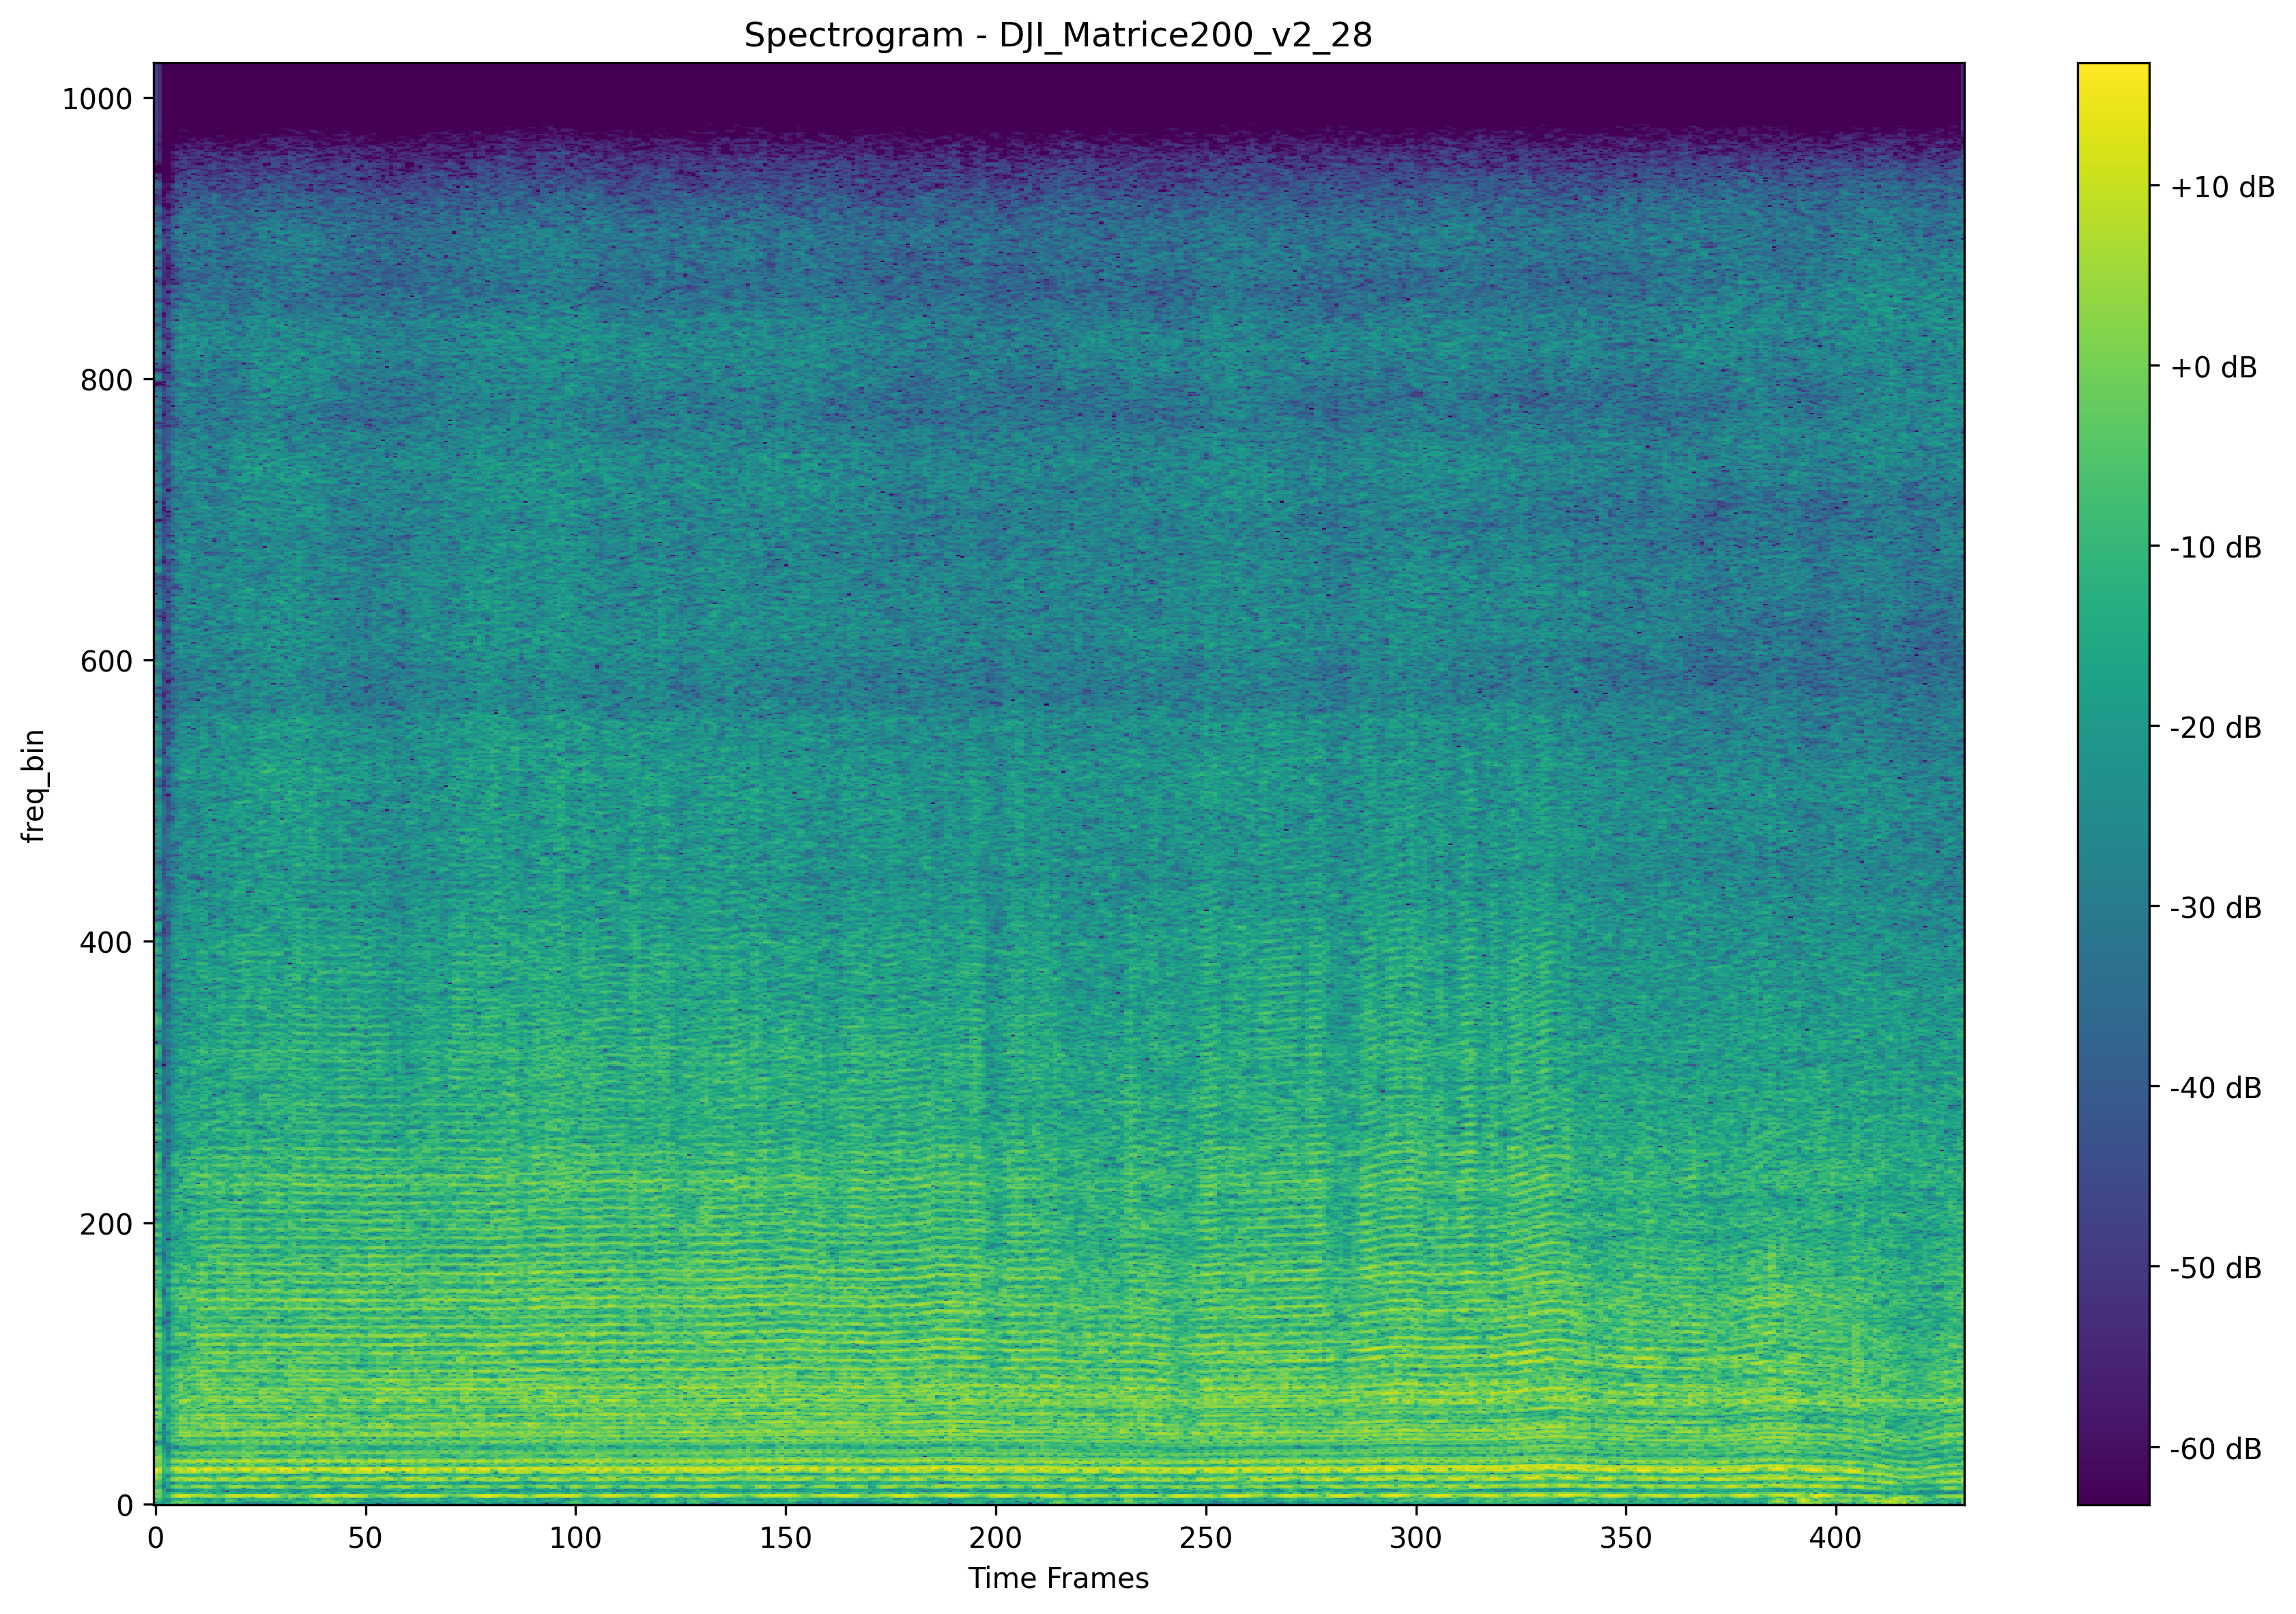 Spectrogram - DJI_Matrice200_v2_28
1000
800
600
400
200
0
freq_bin
0 50 100 150 200 250 300 350 400
Time Frames
+10 dB
+0 dB
-10 dB
-20 dB
-30 dB
-40 dB
-50 dB
-60 dB